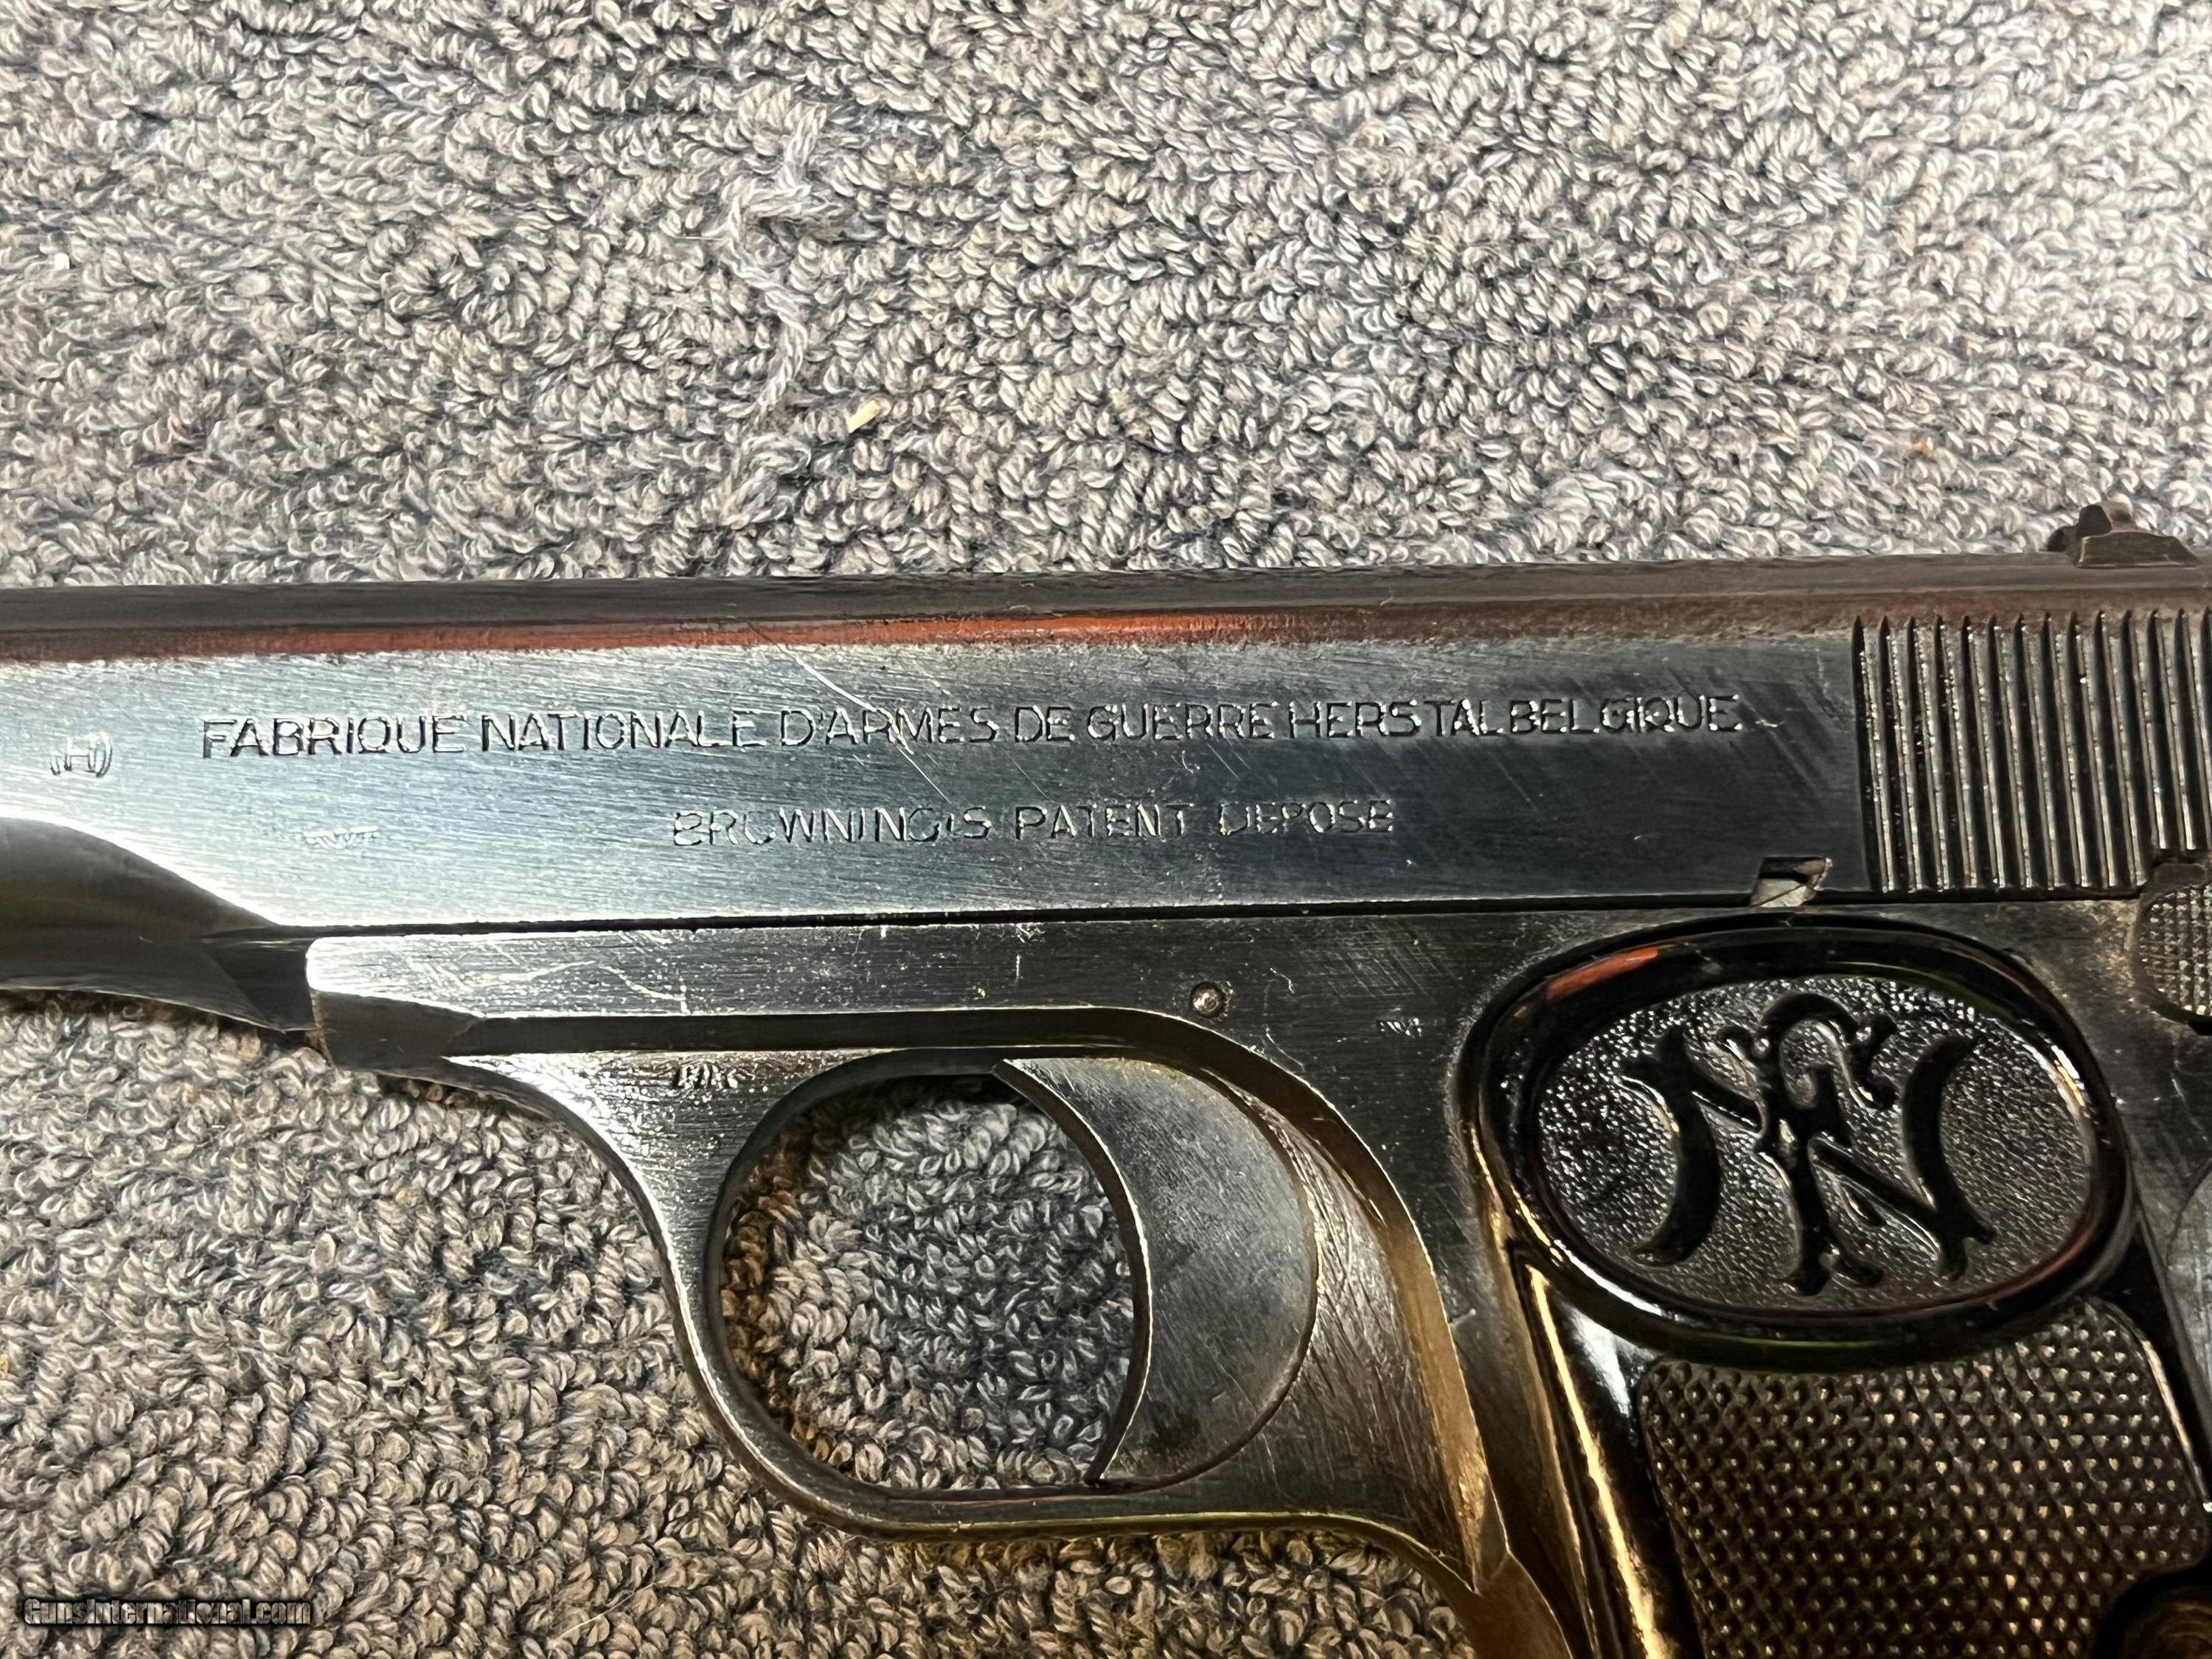 FABRIQUE NATIONALE D'ARMES DE GUERRE HERSTAL BELGIQUE
(H)
BROWNING'S PATENT DEPOSE
FN
GunsInternational.com